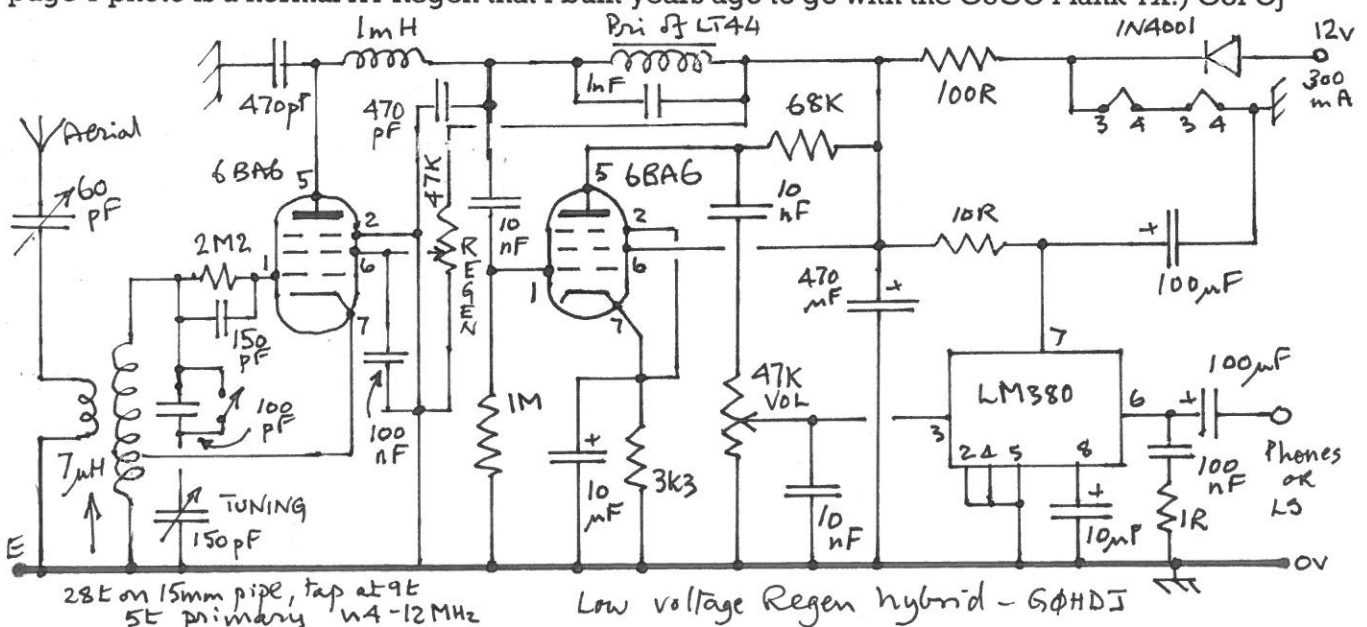 1mH
Pri of LT44
1N4001
12v
300
mA
470pF
470
pF
1nF
100R
68K
3 4 3 4
Aerial
60
pF
6BA6
5
2
6
7
1
2M2
150
pF
47K
REGEN
10
nF
6BA6
5
2
6
7
1
10
nF
10R
100µF
470
µF
7
LM380
3
2 4 5
8
6
100µF
Phones
OR
LS
100
pF
100
nF
1M
10
µF
3K3
47K
VOL
10
nF
10µF
100
nF
1R
7µH
TUNING
150pF
E
0V
28t on 15mm pipe, tap at 9t
5t primary ~4-12MHz
Low voltage Regen hybrid - GØHDJ